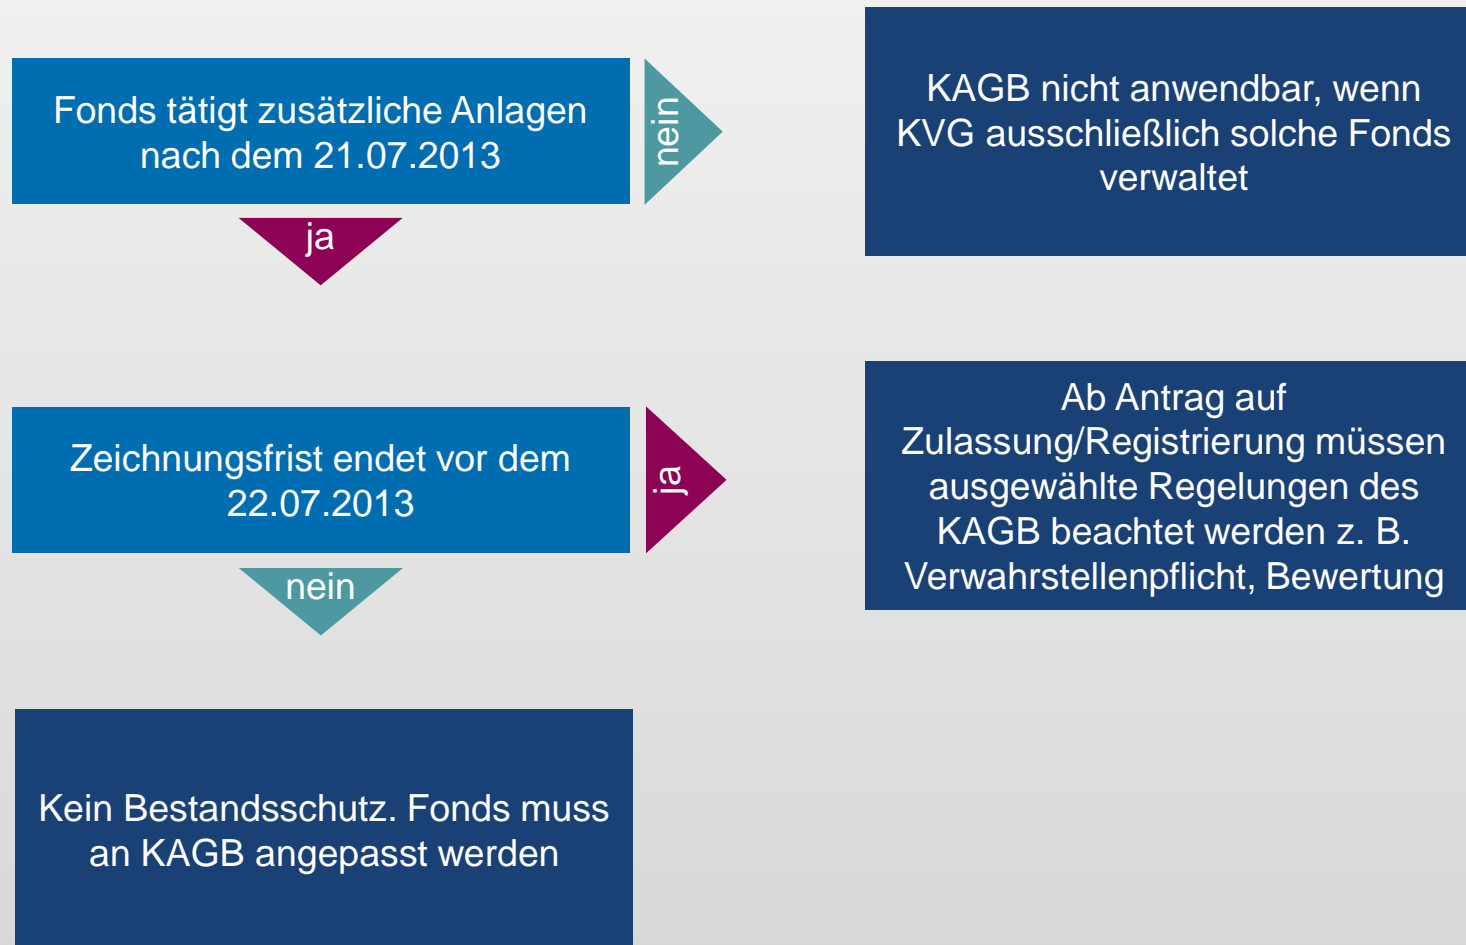 Fonds tätigt zusätzliche Anlagen
nach dem 21.07.2013
nein
KAGB nicht anwendbar, wenn
KVG ausschließlich solche Fonds
verwaltet
ja
Zeichnungsfrist endet vor dem
22.07.2013
ja
Ab Antrag auf
Zulassung/Registrierung müssen
ausgewählte Regelungen des
KAGB beachtet werden z. B.
Verwahrstellenpflicht, Bewertung
nein
Kein Bestandsschutz. Fonds muss
an KAGB angepasst werden